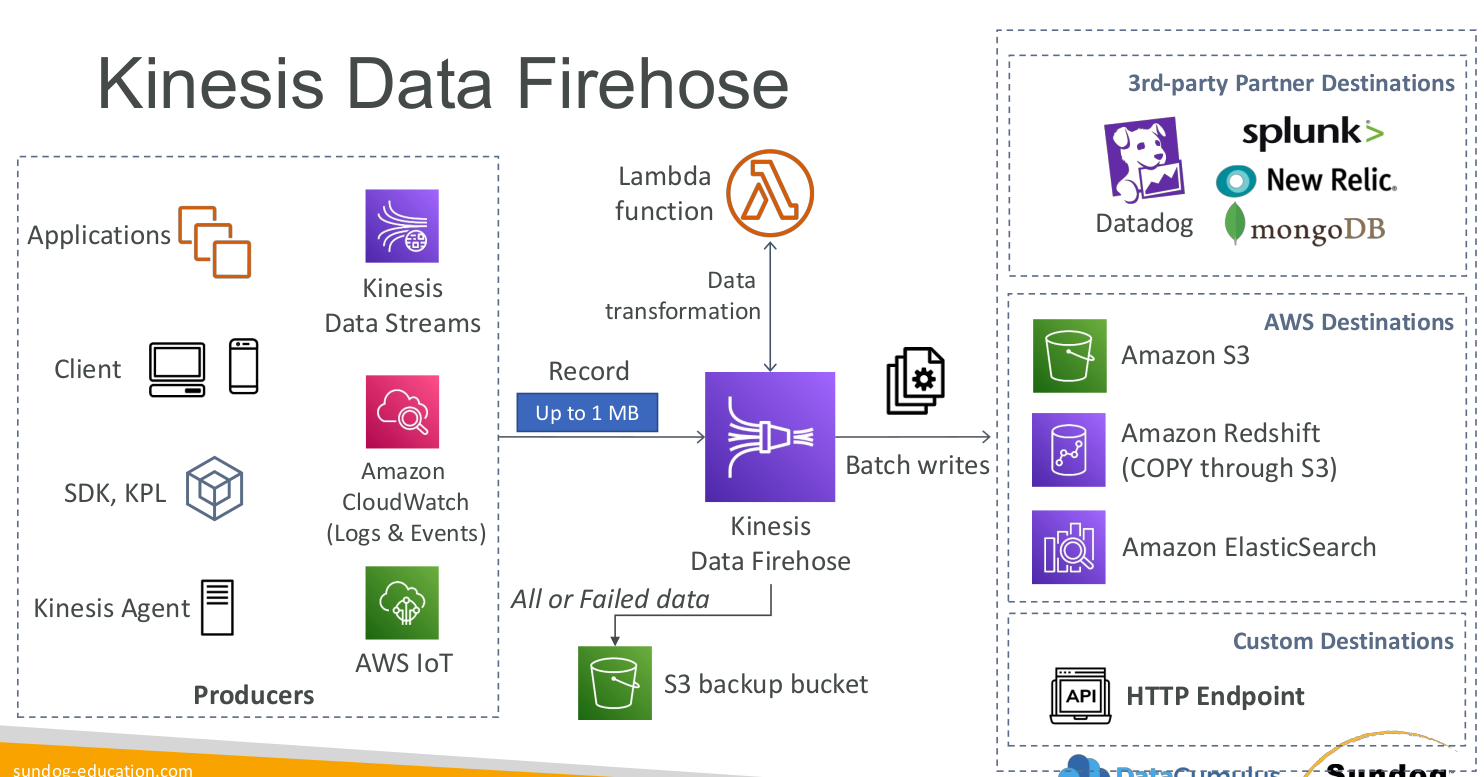 Kinesis Data Firehose
Applications
Kinesis
Data Streams
Client
Amazon
CloudWatch
(Logs & Events)
SDK, KPL
Kinesis Agent
AWS IoT
Producers
Record
Up to 1 MB
Lambda
function
Data
transformation
Kinesis
Data Firehose
Batch writes
All or Failed data
S3 backup bucket
3rd-party Partner Destinations
Datadog
splunk>
New Relic.
mongoDB
AWS Destinations
Amazon S3
Amazon Redshift
(COPY through S3)
Amazon ElasticSearch
Custom Destinations
API
HTTP Endpoint
sundog-education.com
DataCumulus
Sundog